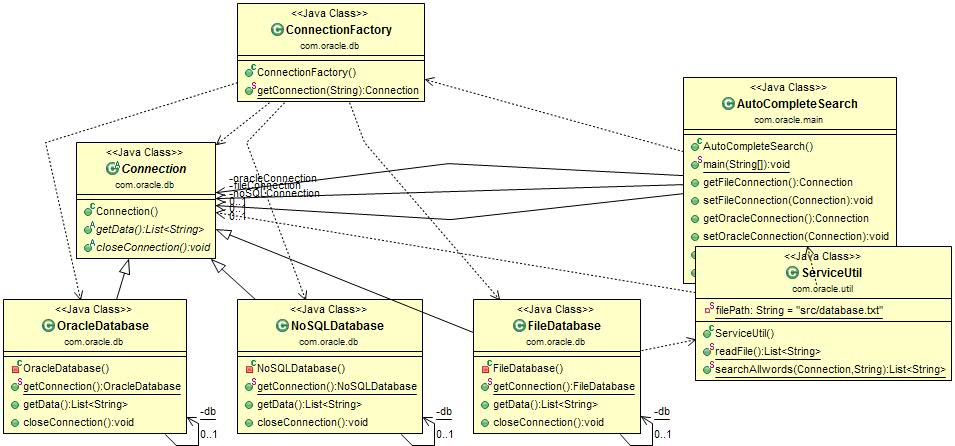 <<Java Class>>
ConnectionFactory
com.oracle.db
ConnectionFactory()
getConnection(String):Connection
<<Java Class>>
AutoCompleteSearch
com.oracle.main
AutoCompleteSearch()
main(String[]):void
getFileConnection():Connection
setFileConnection(Connection):void
getOracleConnection():Connection
setOracleConnection(Connection):void
<<Java Class>>
Connection
com.oracle.db
Connection()
getData():List<String>
closeConnection():void
-oracleConnection
-fileConnection
-noSQLConnection
0..1
0..1
<<Java Class>>
ServiceUtil
com.oracle.util
filePath: String = "src/database.txt"
ServiceUtil()
readFile():List<String>
searchAllwords(Connection,String):List<String>
<<Java Class>>
OracleDatabase
com.oracle.db
OracleDatabase()
getConnection():OracleDatabase
getData():List<String>
closeConnection():void
-db
0..1
<<Java Class>>
NoSQLDatabase
com.oracle.db
NoSQLDatabase()
getConnection():NoSQLDatabase
getData():List<String>
closeConnection():void
-db
0..1
<<Java Class>>
FileDatabase
com.oracle.db
FileDatabase()
getConnection():FileDatabase
getData():List<String>
closeConnection():void
-db
0..1